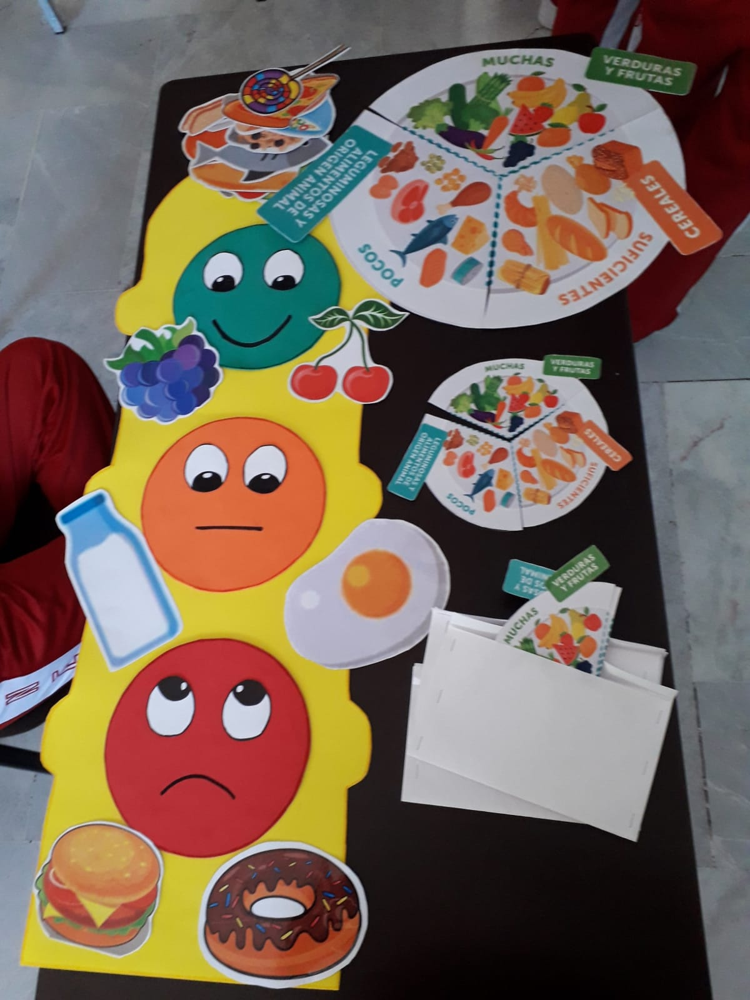 MUCHAS
VERDURAS
Y FRUTAS
LEGUMINOSAS Y
ALIMENTOS DE
ORIGEN ANIMAL
CEREALES
POCOS
SUFICIENTES
MUCHAS
VERDURAS
Y FRUTAS
LEGUMINOSAS Y
ALIMENTOS DE
ORIGEN ANIMAL
CEREALES
POCOS
SUFICIENTES
VERDURAS
Y FRUTAS
MUCHAS